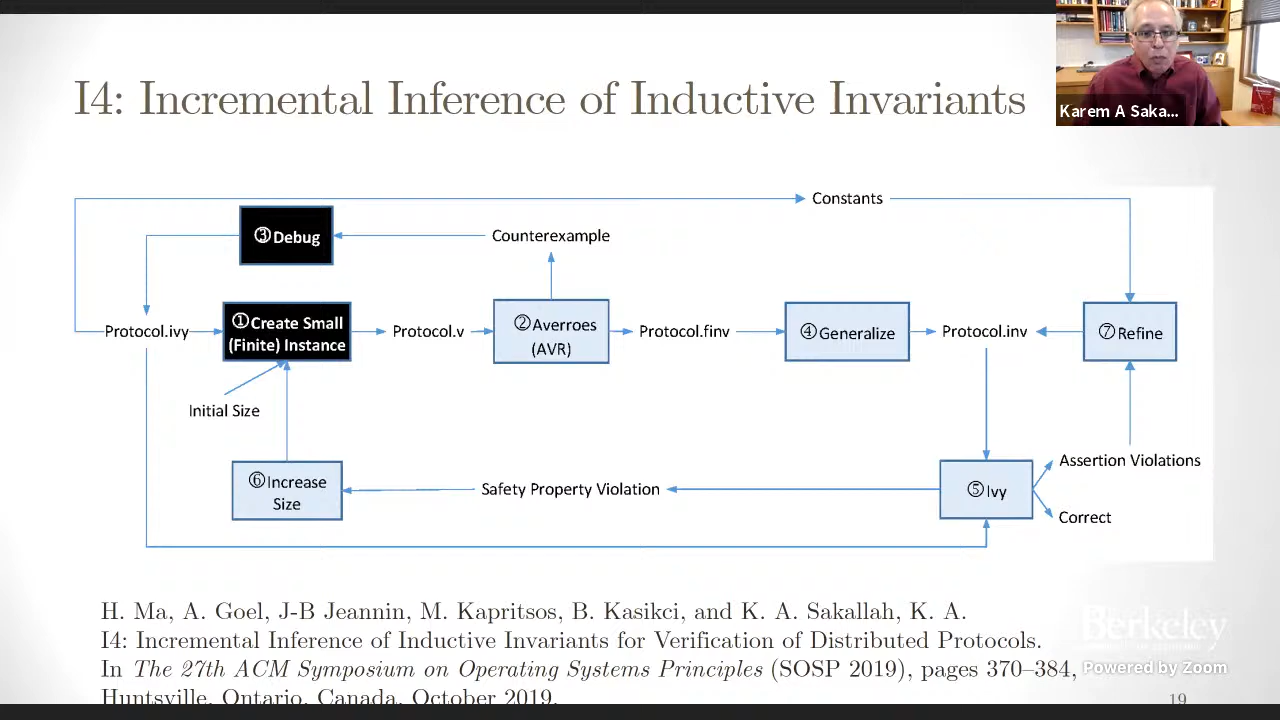 I4: Incremental Inference of Inductive Invariants
Karem A Saka...
Constants
③Debug
Counterexample
Protocol.ivy
①Create Small
(Finite) Instance
Protocol.v
②Averroes
(AVR)
Protocol.finv
④Generalize
Protocol.inv
⑦Refine
Initial Size
⑥Increase
Size
Safety Property Violation
⑤Ivy
Assertion Violations
Correct
H. Ma, A. Goel, J-B Jeannin, M. Kapritsos, B. Kasikci, and K. A. Sakallah, K. A.
I4: Incremental Inference of Inductive Invariants for Verification of Distributed Protocols.
In The 27th ACM Symposium on Operating Systems Principles (SOSP 2019), pages 370–384,
Huntsville, Ontario, Canada, October 2019.
Berkeley
Powered by Zoom
19